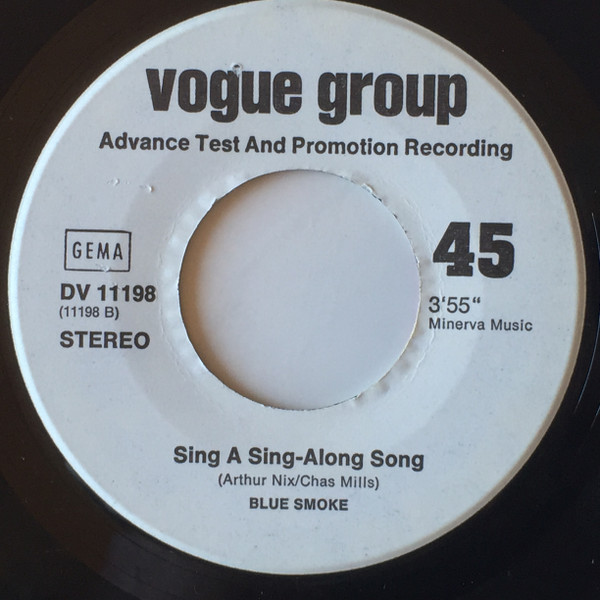 vogue group
Advance Test And Promotion Recording
GEMA
45
DV 11198
(11198 B)
STEREO
3'55"
Minerva Music
Sing A Sing-Along Song
(Arthur Nix/Chas Mills)
BLUE SMOKE